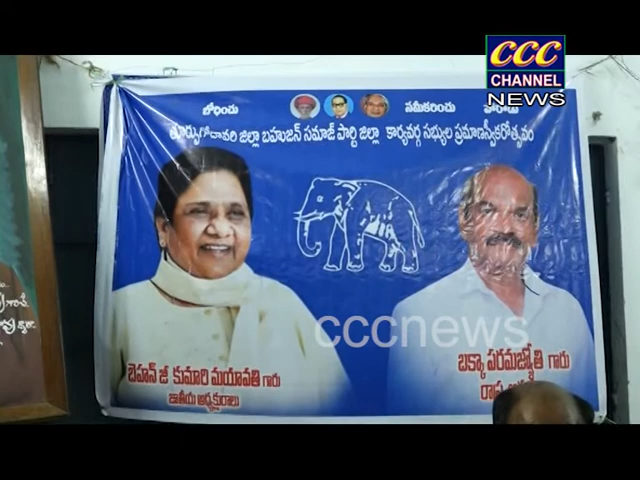 CCC
CHANNEL
NEWS
బోధించు సమీకరించు
తూర్పుగోదావరి జిల్లా బహుజన్ సమాజ్ పార్టీ జిల్లా కార్యవర్గ సభ్యుల ప్రమాణస్వీకారోత్సవం
cccnews
బెహన్ జీ కుమారి మయావతి గారు
జాతీయ అధ్యక్షురాలు
బక్కా పరమజ్యోతి గారు